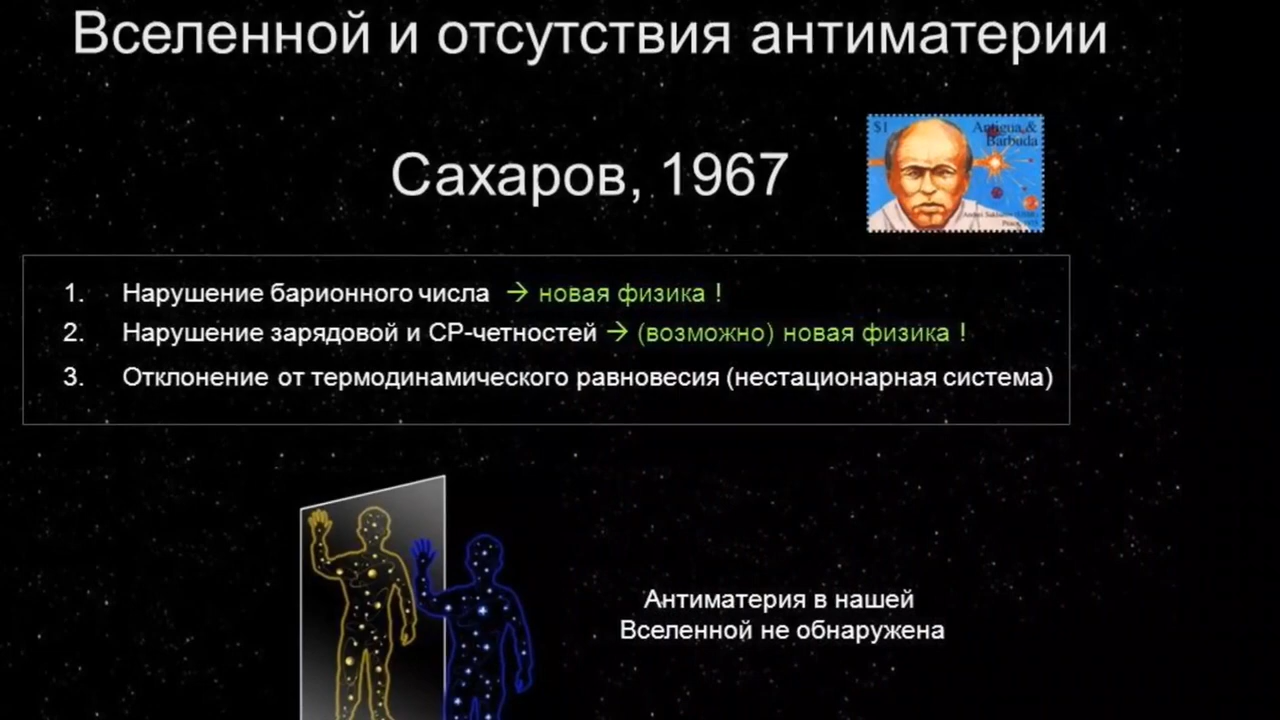 Вселенной и отсутствия антиматерии
Сахаров, 1967
$1 Antigua &
Barbuda
1. Нарушение барионного числа → новая физика !
2. Нарушение зарядовой и СР-четностей → (возможно) новая физика !
3. Отклонение от термодинамического равновесия (нестационарная система)
Антиматерия в нашей
Вселенной не обнаружена